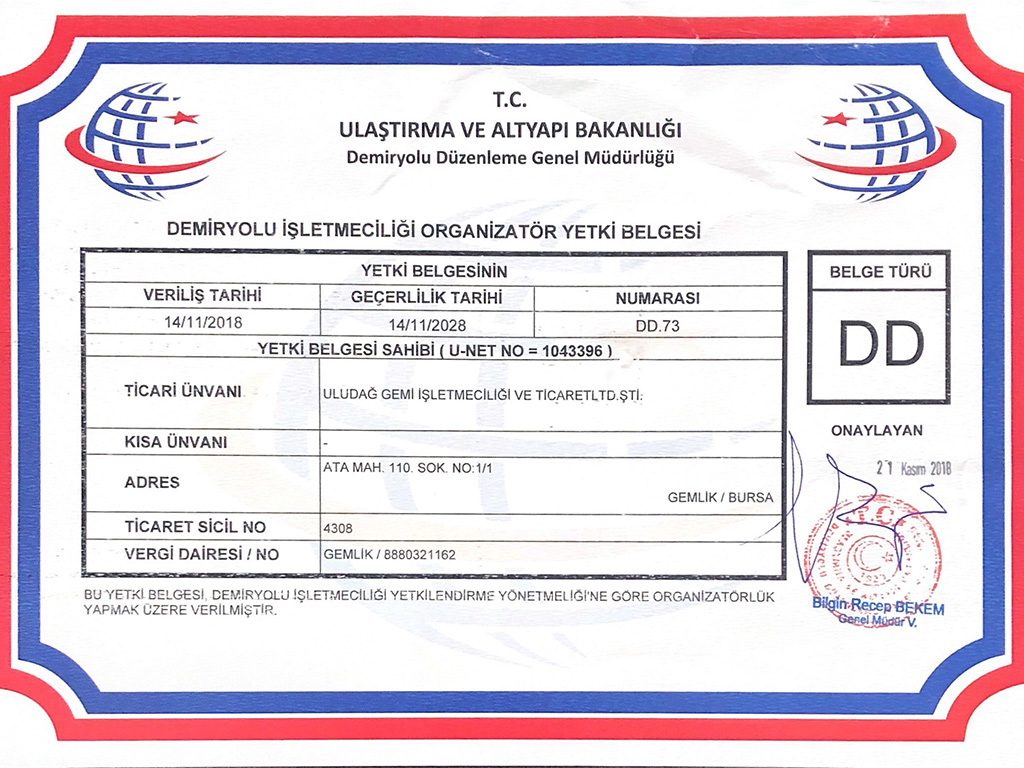 T.C.
ULAŞTIRMA VE ALTYAPI BAKANLIĞI
Demiryolu Düzenleme Genel Müdürlüğü
DEMİRYOLU İŞLETMECİLİĞİ ORGANİZATÖR YETKİ BELGESİ
YETKİ BELGESİNİN
VERİLİŞ TARİHİ GEÇERLİLİK TARİHİ NUMARASI
14/11/2018 14/11/2028 DD.73
YETKİ BELGESİ SAHİBİ ( U-NET NO = 1043396 )
TİCARİ ÜNVANI ULUDAĞ GEMİ İŞLETMECİLİĞİ VE TİCARETLTD.ŞTİ.
KISA ÜNVANI -
ADRES ATA MAH. 110. SOK. NO:1/1
GEMLİK / BURSA
TİCARET SİCİL NO 4308
VERGİ DAİRESİ / NO GEMLİK / 8880321162
BU YETKİ BELGESİ, DEMİRYOLU İŞLETMECİLİĞİ YETKİLENDİRME YÖNETMELİĞİ'NE GÖRE ORGANİZATÖRLÜK
YAPMAK ÜZERE VERİLMİŞTİR.
BELGE TÜRÜ
DD
ONAYLAYAN
21 Kasım 2018
T.C.
1923
Bilgin Recep BEKEM
Genel Müdür V.